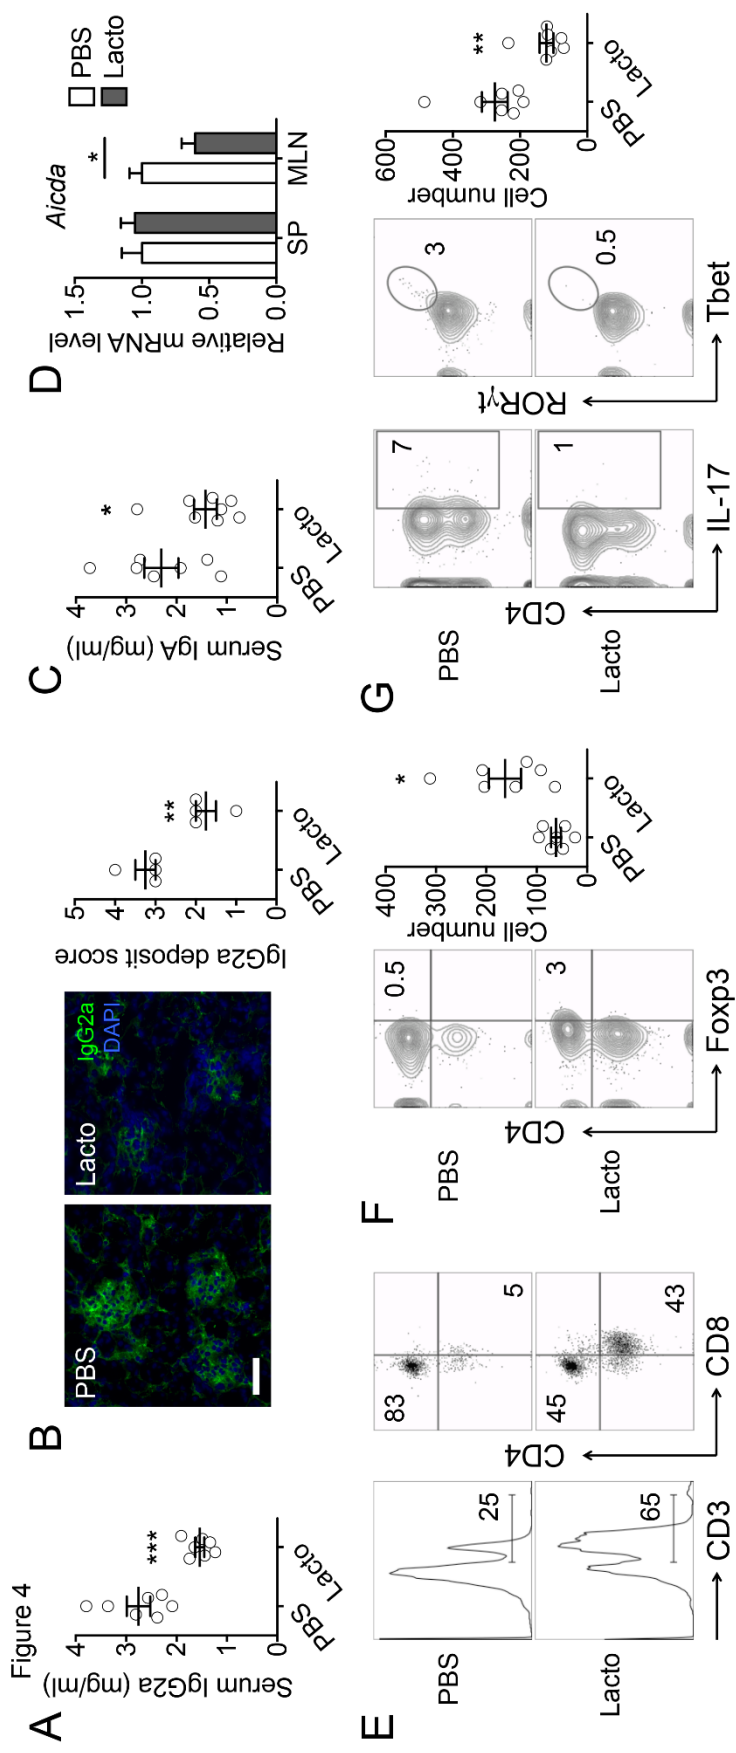 Figure 4
A
Serum IgG2a (mg/ml)
4
3
2
1
0
***
PBS
Lacto
B
PBS
Lacto
IgG2a
DAPI
IgG2a deposit score
5
4
3
2
1
0
**
PBS
Lacto
C
Serum IgA (mg/ml)
4
3
2
1
0
*
PBS
Lacto
D
Aicda
Relative mRNA level
1.5
1.0
0.5
0.0
*
SP
MLN
PBS
Lacto
E
PBS
Lacto
25
65
CD3
83
5
45
43
CD4
CD8
F
PBS
Lacto
0.5
3
CD4
Foxp3
Cell number
400
300
200
100
0
*
PBS
Lacto
G
PBS
Lacto
7
1
CD4
IL-17
3
0.5
RORγt
Tbet
Cell number
600
400
200
0
**
PBS
Lacto